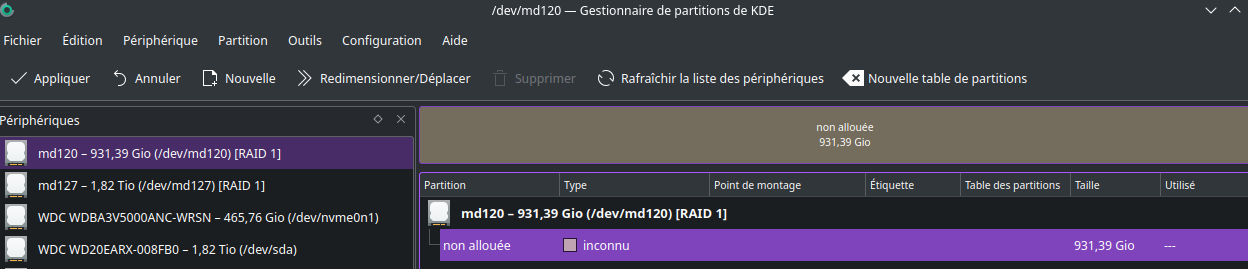 /dev/md120 — Gestionnaire de partitions de KDE
Fichier Édition Périphérique Partition Outils Configuration Aide
Appliquer Annuler Nouvelle Redimensionner/Déplacer Supprimer Rafraîchir la liste des périphériques Nouvelle table de partitions
Périphériques
md120 – 931,39 Gio (/dev/md120) [RAID 1]
md127 – 1,82 Tio (/dev/md127) [RAID 1]
WDC WDBA3V5000ANC-WRSN – 465,76 Gio (/dev/nvme0n1)
WDC WD20EARX-008FB0 – 1,82 Tio (/dev/sda)
non allouée
931,39 Gio
Partition Type Point de montage Étiquette Table des partitions Taille Utilisé
md120 – 931,39 Gio (/dev/md120) [RAID 1]
non allouée inconnu 931,39 Gio ---